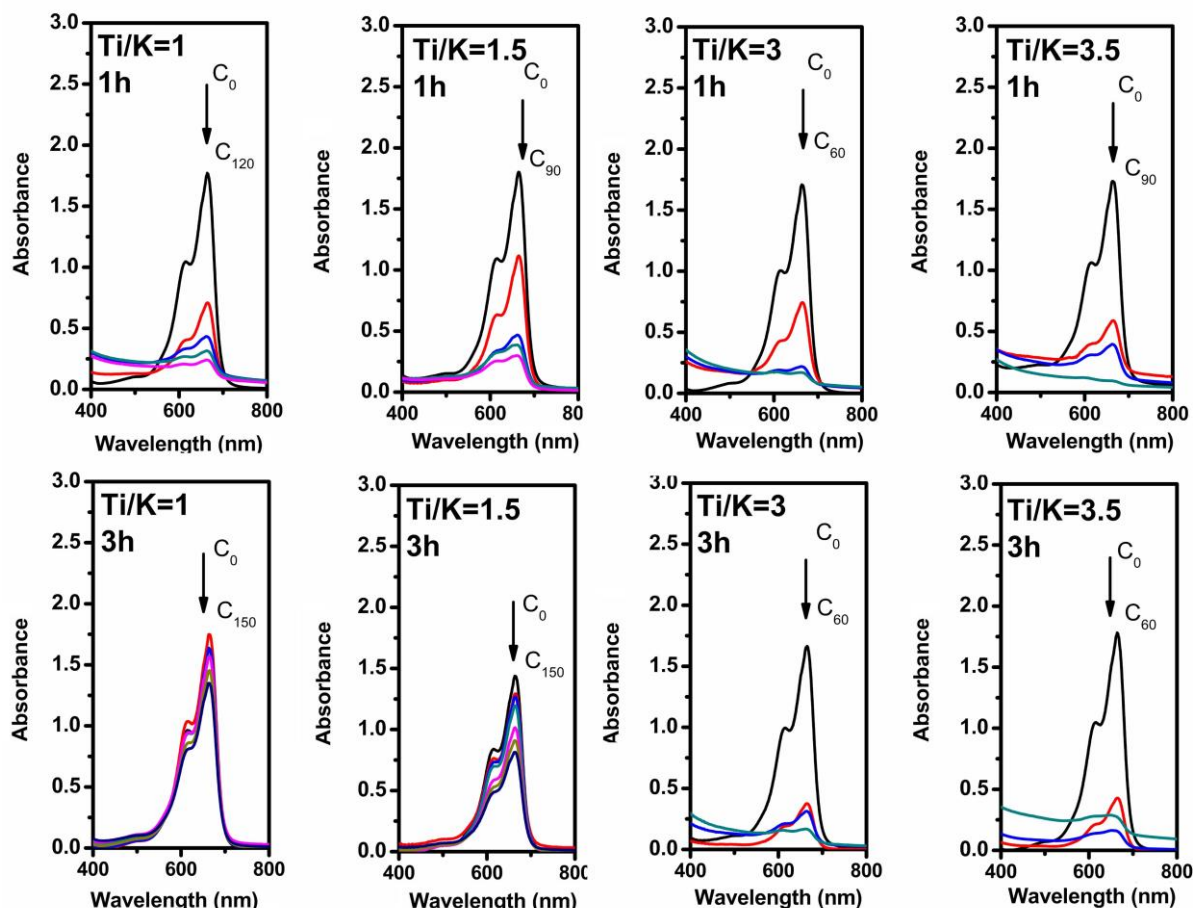 3.0
2.5
2.0
1.5
1.0
0.5
0.0
Absorbance
Ti/K=1
1h
C0
C120
400 600 800
Wavelength (nm)
3.0
2.5
2.0
1.5
1.0
0.5
0.0
Absorbance
Ti/K=1.5
1h
C0
C90
400 600 800
Wavelength (nm)
3.0
2.5
2.0
1.5
1.0
0.5
0.0
Absorbance
Ti/K=3
1h
C0
C60
400 600 800
Wavelength (nm)
3.0
2.5
2.0
1.5
1.0
0.5
0.0
Absorbance
Ti/K=3.5
1h
C0
C90
400 600 800
Wavelength (nm)
3.0
2.5
2.0
1.5
1.0
0.5
0.0
Absorbance
Ti/K=1
3h
C0
C150
400 600 800
Wavelength (nm)
3.0
2.5
2.0
1.5
1.0
0.5
0.0
Absorbance
Ti/K=1.5
3h
C0
C150
400 600 800
Wavelength (nm)
3.0
2.5
2.0
1.5
1.0
0.5
0.0
Absorbance
Ti/K=3
3h
C0
C60
400 600 800
Wavelength (nm)
3.0
2.5
2.0
1.5
1.0
0.5
0.0
Absorbance
Ti/K=3.5
3h
C0
C60
400 600 800
Wavelength (nm)